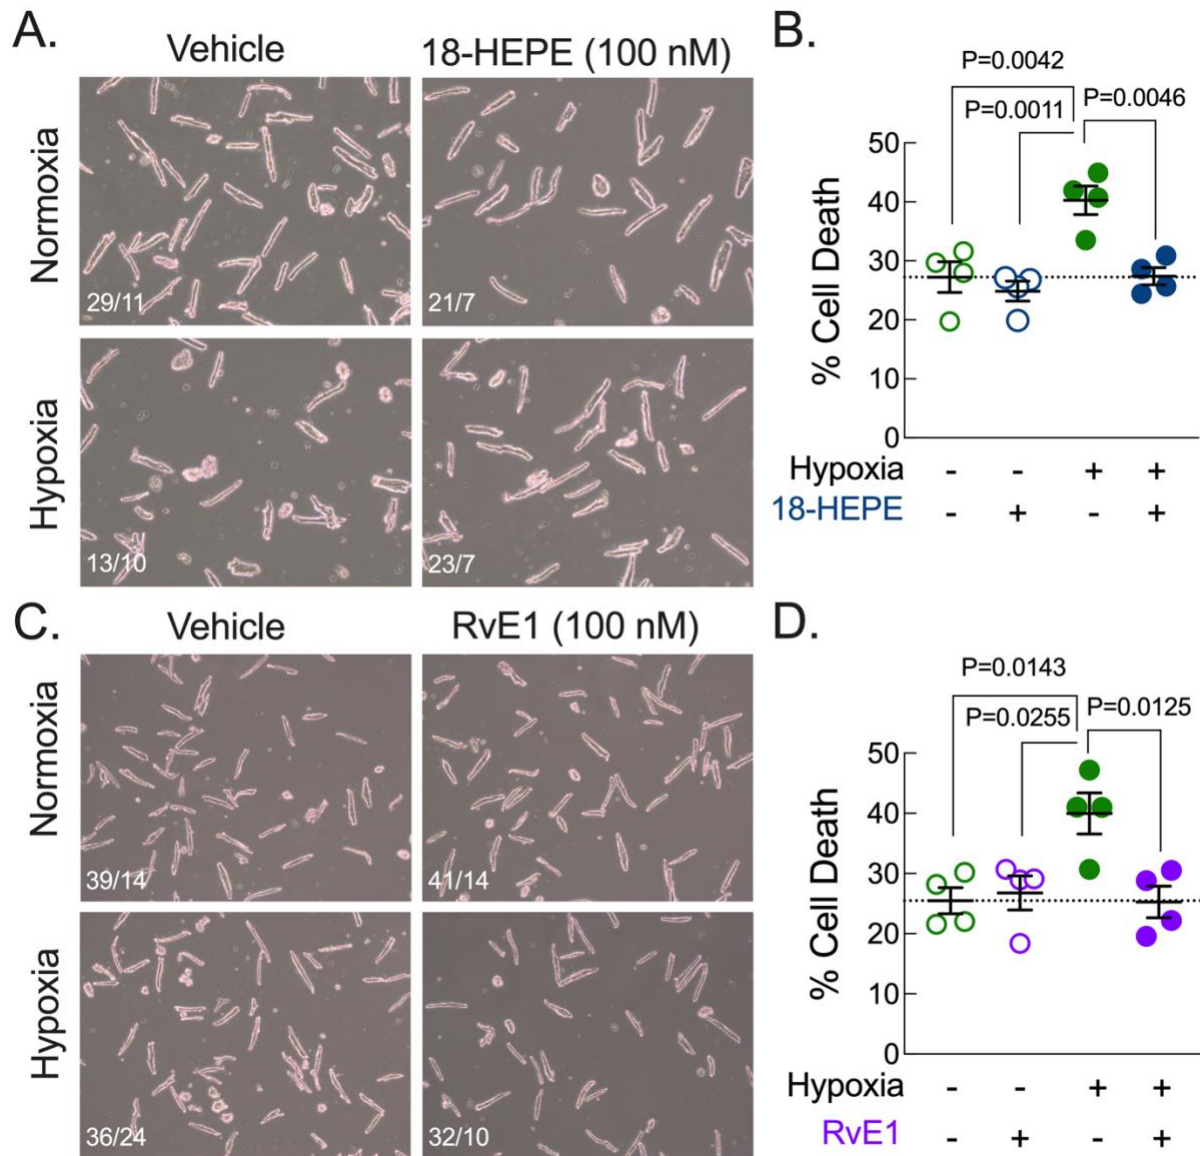 A.
Vehicle
18-HEPE (100 nM)
Normoxia
29/11
21/7
Hypoxia
13/10
23/7
B.
P=0.0042
P=0.0011
P=0.0046
% Cell Death
50
40
30
20
10
0
Hypoxia - - + +
18-HEPE - + - +
C.
Vehicle
RvE1 (100 nM)
Normoxia
39/14
41/14
Hypoxia
36/24
32/10
D.
P=0.0143
P=0.0255
P=0.0125
% Cell Death
50
40
30
20
10
0
Hypoxia - - + +
RvE1 - + - +